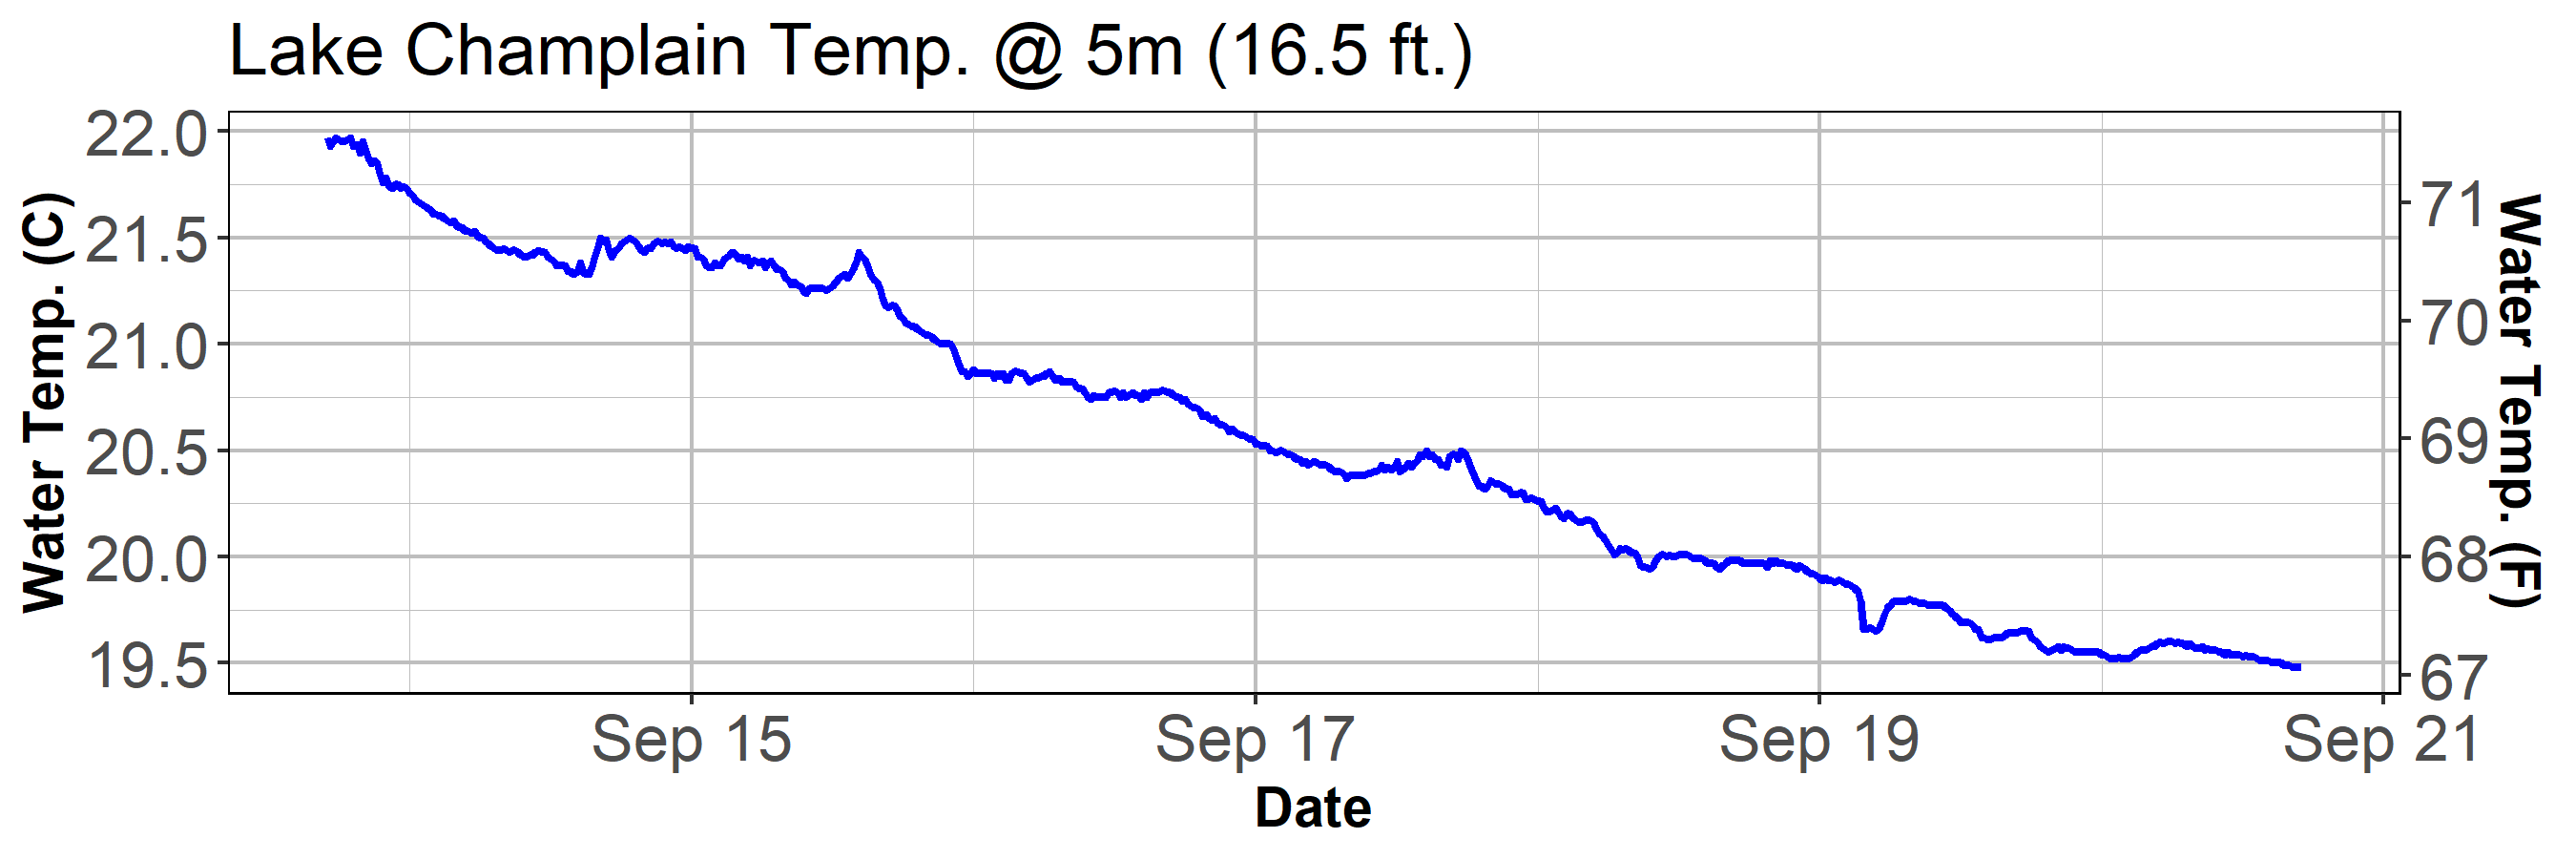 Lake Champlain Temp. @ 5m (16.5 ft.)
Water Temp. (C)
22.0
21.5
21.0
20.5
20.0
19.5
71
70
69
68
67
Water Temp. (F)
Sep 15 Sep 17 Sep 19 Sep 21
Date